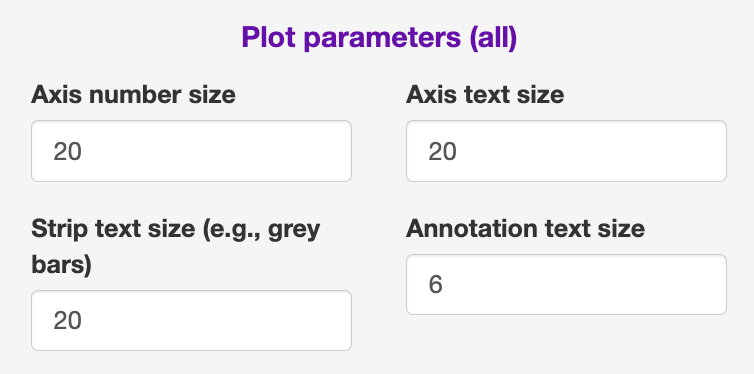 Plot parameters (all)
Axis number size
Axis text size
20
20
Strip text size (e.g., grey
bars)
Annotation text size
20
6